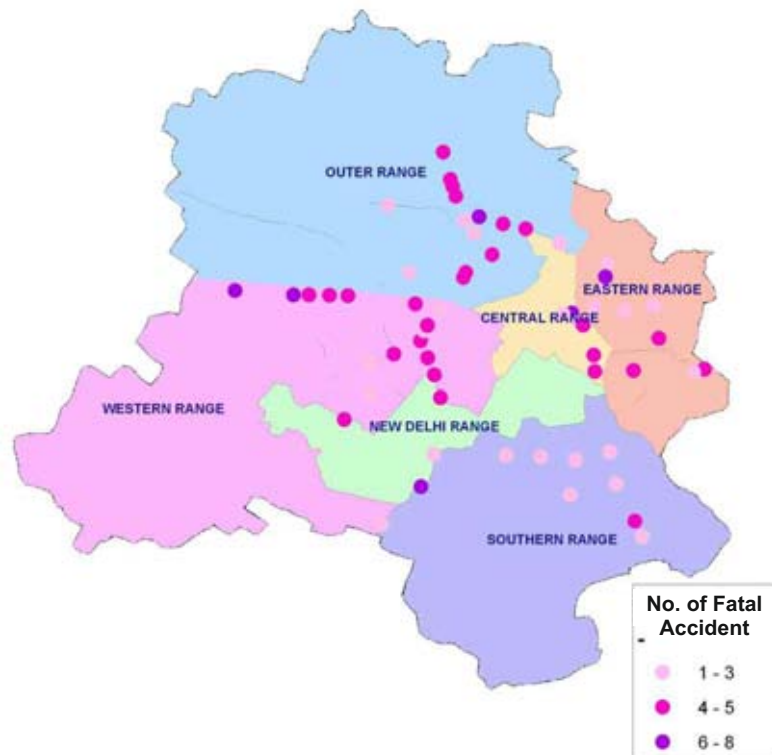 OUTER RANGE
EASTERN RANGE
CENTRAL RANGE
WESTERN RANGE
NEW DELHI RANGE
SOUTHERN RANGE
No. of Fatal
Accident
-
1 - 3
4 - 5
6 - 8